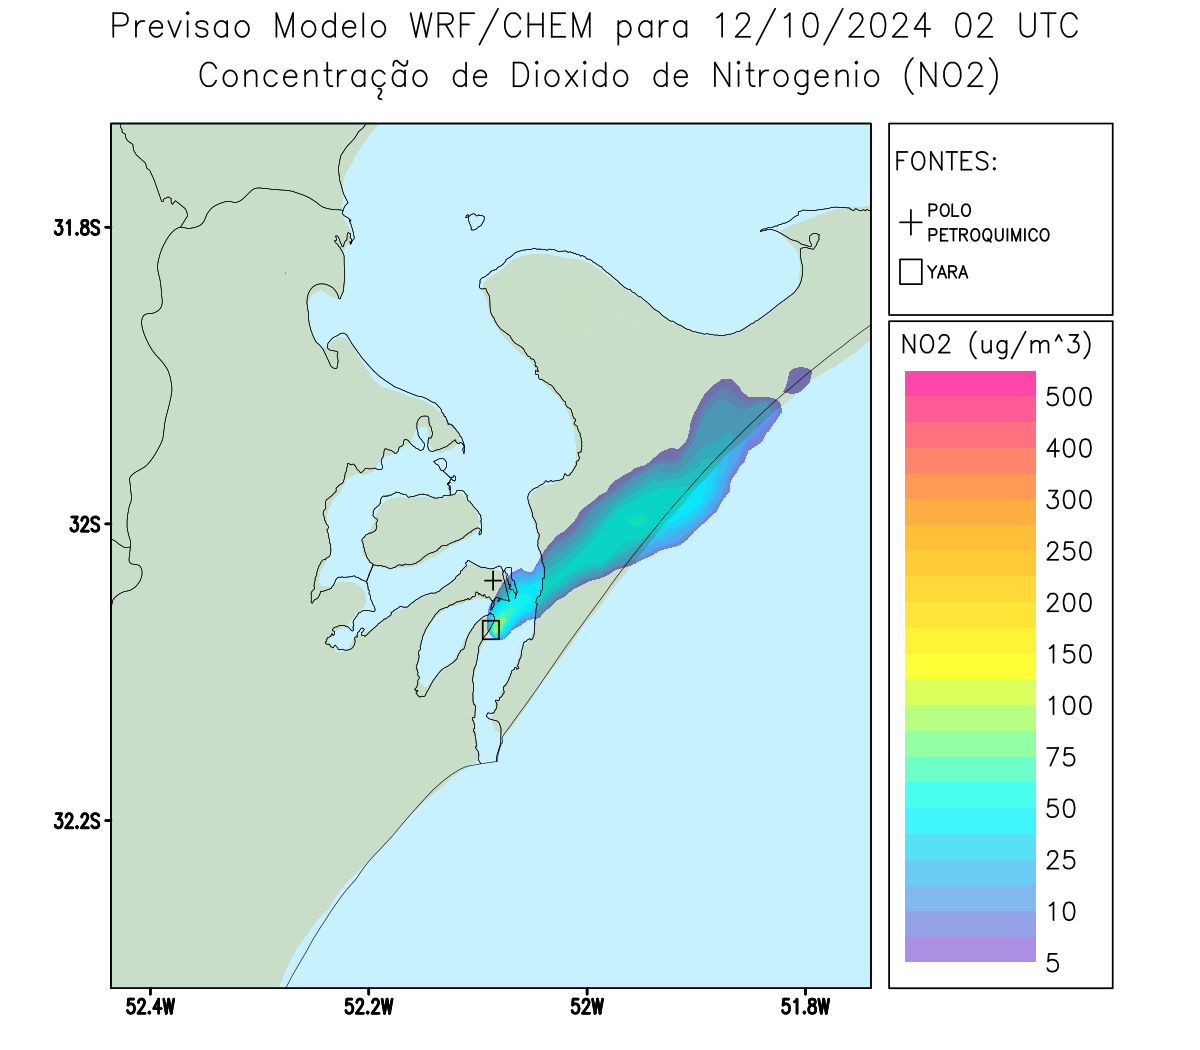 Previsao Modelo WRF/CHEM para 12/10/2024 02 UTC
Concentração de Dioxido de Nitrogenio (NO2)
FONTES:
POLO
PETROQUIMICO
YARA
NO2 (ug/m^3)
500
400
300
250
200
150
100
75
50
25
10
5
31.8S
32S
32.2S
52.4W
52.2W
52W
51.8W